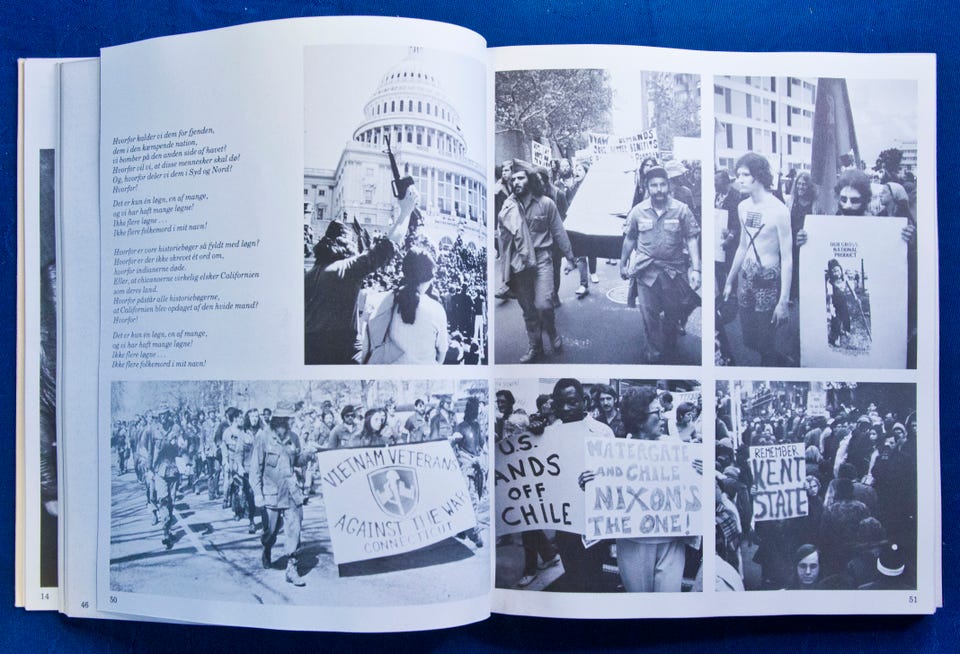 Hvorfor kalder vi dem for fjenden,
dem i den kæmpende nation,
vi bomber på den anden side af havet?
Hvorfor vil vi, at disse mennesker skal dø?
Og, hvorfor deler vi dem i Syd og Nord?
Hvorfor!
Det er kun én løgn, en af mange,
og vi har haft mange løgne!
Ikke flere løgne . . .
Ikke flere folkemord i mit navn!
Hvorfor er vore historiebøger så fyldt med løgn?
Hvorfor er der ikke skrevet ét ord om,
hvorfor indianerne døde.
Eller, at chicanoerne virkelig elsker Californien
som deres land.
Hvorfor påstår alle historiebøgerne,
at Californien blev opdaget af den hvide mand?
Hvorfor!
Det er kun én løgn, en af mange,
og vi har haft mange løgne!
Ikke flere løgne . . .
Ikke flere folkemord i mit navn!
VIETNAM VETERANS
AGAINST THE WAR
CONNECTICUT
14
46
50
VVAW DEMANDS
OUR GROSS
NATIONAL
PRODUCT
U.S.
HANDS
OFF
CHILE
WATERGATE
AND CHILE
NIXON'S
THE ONE!
REMEMBER
KENT
STATE
51